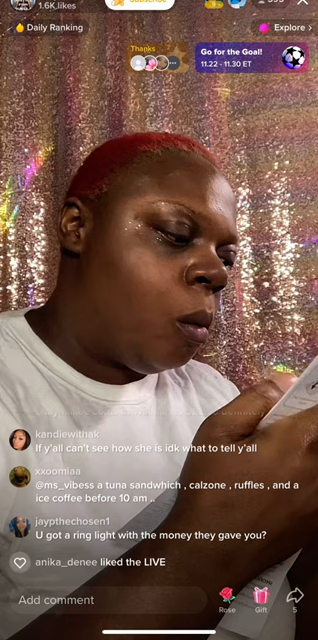 1.6K likes
Subscribe
Daily Ranking
Explore >
Thanks
Go for the Goal!
11.22 - 11.30 ET
kandiewithak
If y'all can't see how she is idk what to tell y'all
xxoomiaa
@ms_vibess a tuna sandwhich , calzone , ruffles , and a
ice coffee before 10 am ..
jaypthechosen1
U got a ring light with the money they gave you?
anika_denee liked the LIVE
Add comment
Rose
Gift
5